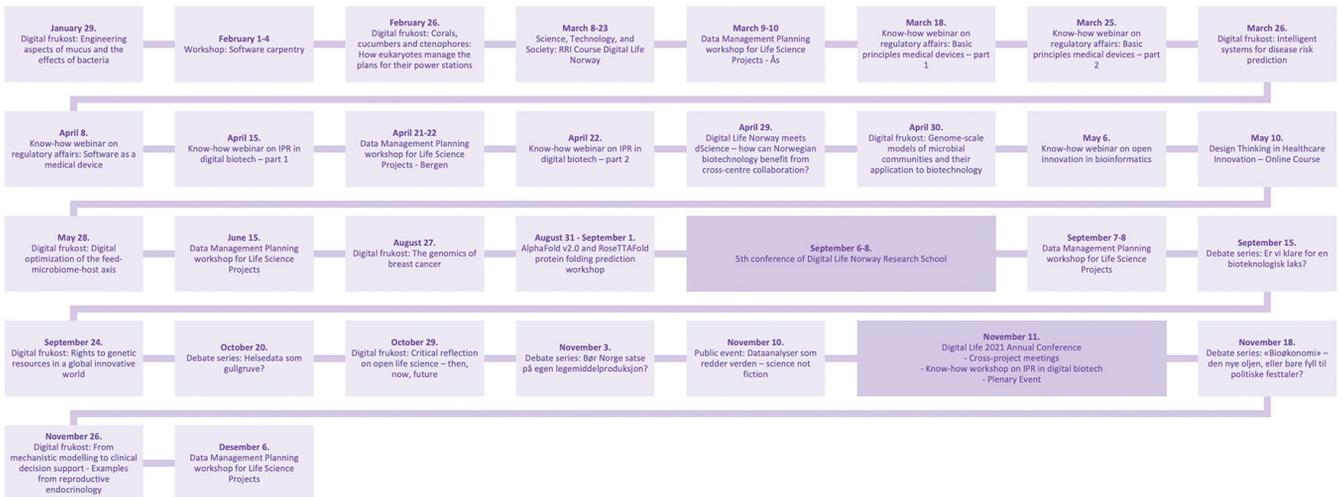 January 29.
Digital frukost: Engineering
aspects of mucus and the
effects of bacteria
February 1-4
Workshop: Software carpentry
February 26.
Digital frukost: Corals,
cucumbers and ctenophores:
How eukaryotes manage the
plans for their power stations
March 8-23
Science, Technology, and
Society: RRI Course Digital Life
Norway
March 9-10
Data Management Planning
workshop for Life Science
Projects - Ås
March 18.
Know-how webinar on
regulatory affairs: Basic
principles medical devices – part
1
March 25.
Know-how webinar on
regulatory affairs: Basic
principles medical devices – part
2
March 26.
Digital frukost: Intelligent
systems for disease risk
prediction
April 8.
Know-how webinar on
regulatory affairs: Software as a
medical device
April 15.
Know-how webinar on IPR in
digital biotech – part 1
April 21-22
Data Management Planning
workshop for Life Science
Projects - Bergen
April 22.
Know-how webinar on IPR in
digital biotech – part 2
April 29.
Digital Life Norway meets
dScience – how can Norwegian
biotechnology benefit from
cross-centre collaboration?
April 30.
Digital frukost: Genome-scale
models of microbial
communities and their
application to biotechnology
May 6.
Know-how webinar on open
innovation in bioinformatics
May 10.
Design Thinking in Healthcare
Innovation – Online Course
May 28.
Digital frukost: Digital
optimization of the feed-
microbiome-host axis
June 15.
Data Management Planning
workshop for Life Science
Projects
August 27.
Digital frukost: The genomics of
breast cancer
August 31 - September 1.
AlphaFold v2.0 and RoseTTAFold
protein folding prediction
workshop
September 6-8.
5th conference of Digital Life Norway Research School
September 7-8
Data Management Planning
workshop for Life Science
Projects
September 15.
Debate series: Er vi klare for en
bioteknologisk laks?
September 24.
Digital frukost: Rights to genetic
resources in a global innovative
world
October 20.
Debate series: Helsedata som
gullgruve?
October 29.
Digital frukost: Critical reflection
on open life science – then,
now, future
November 3.
Debate series: Bør Norge satse
på egen legemiddelproduksjon?
November 10.
Public event: Dataanalyser som
redder verden – science not
fiction
November 11.
Digital Life 2021 Annual Conference
- Cross-project meetings
- Know-how workshop on IPR in digital biotech
- Plenary Event
November 18.
Debate series: «Bioøkonomi» –
den nye oljen, eller bare fyll til
politiske festtaler?
November 26.
Digital frukost: From
mechanistic modelling to clinical
decision support - Examples
from reproductive
endocrinology
Desember 6.
Data Management Planning
workshop for Life Science
Projects